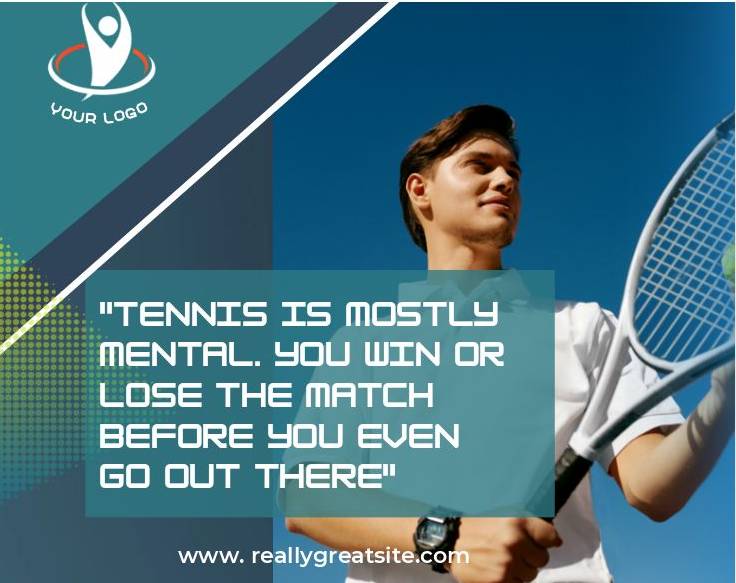 YOUR LOGO
"TENNIS IS MOSTLY
MENTAL. YOU WIN OR
LOSE THE MATCH
BEFORE YOU EVEN
GO OUT THERE"
www. reallygreatsite.com